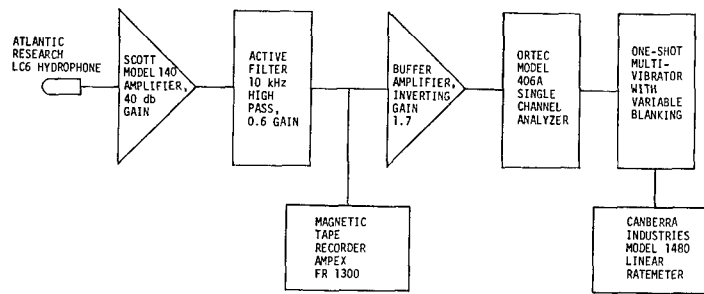 ATLANTIC
RESEARCH
LC6 HYDROPHONE
SCOTT
MODEL 140
AMPLIFIER,
40 db
GAIN
ACTIVE
FILTER
10 kHz
HIGH
PASS,
0.6 GAIN
BUFFER
AMPLIFIER,
INVERTING
GAIN
1.7
ORTEC
MODEL
406A
SINGLE
CHANNEL
ANALYZER
ONE-SHOT
MULTI-
VIBRATOR
WITH
VARIABLE
BLANKING
MAGNETIC
TAPE
RECORDER
AMPEX
FR 1300
CANBERRA
INDUSTRIES
MODEL 1480
LINEAR
RATEMETER